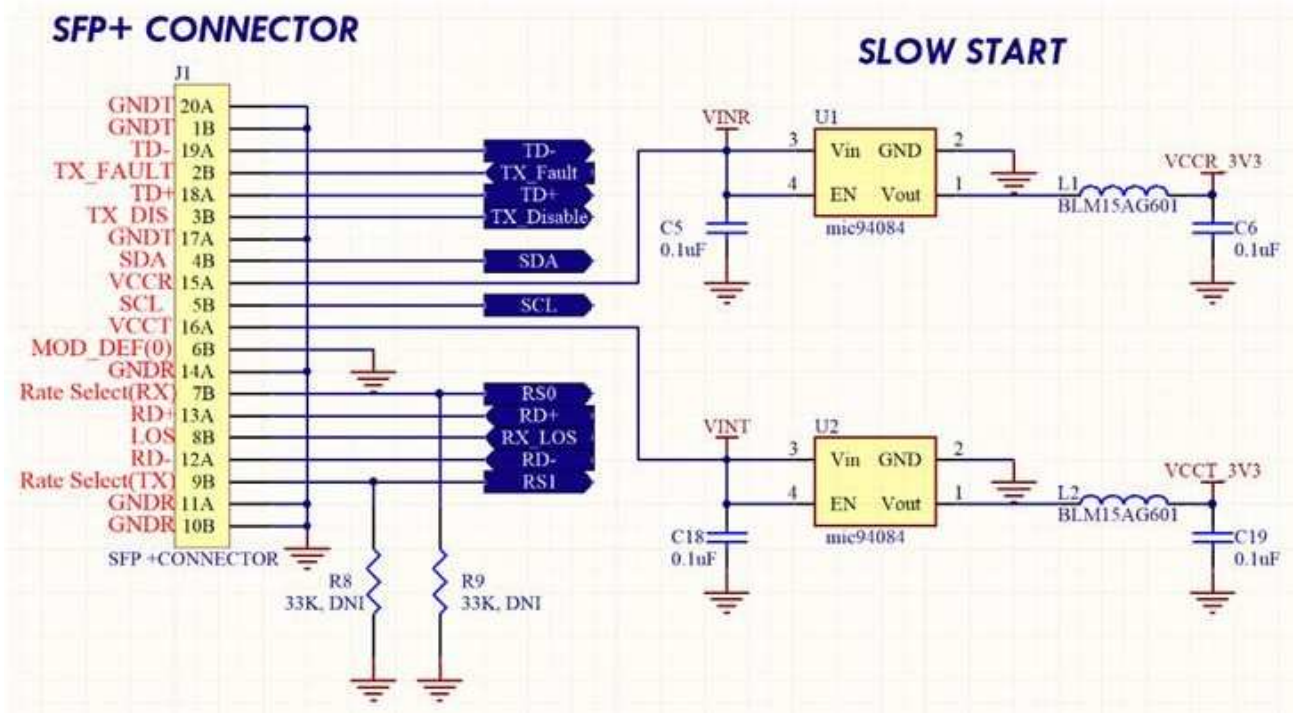 SFP+ CONNECTOR
SLOW START
J1
GNDT 20A
GNDT 1B
TD- 19A TD-
TX_FAULT 2B TX_Fault
TD+ 18A TD+
TX_DIS 3B TX_Disable
GNDT 17A
SDA 4B SDA
VCCR 15A
SCL 5B SCL
VCCT 16A
MOD_DEF(0) 6B
GNDR 14A
Rate Select(RX) 7B RS0
RD+ 13A RD+
LOS 8B RX_LOS
RD- 12A RD-
Rate Select(TX) 9B RS1
GNDR 11A
GNDR 10B
SFP +CONNECTOR
R8
33K, DNI
R9
33K, DNI
VINR
U1
3 Vin GND 2
4 EN Vout 1
mic94084
C5
0.1uF
L1
BLM15AG601
VCCR_3V3
C6
0.1uF
VINT
U2
3 Vin GND 2
4 EN Vout 1
mic94084
C18
0.1uF
L2
BLM15AG601
VCCT_3V3
C19
0.1uF